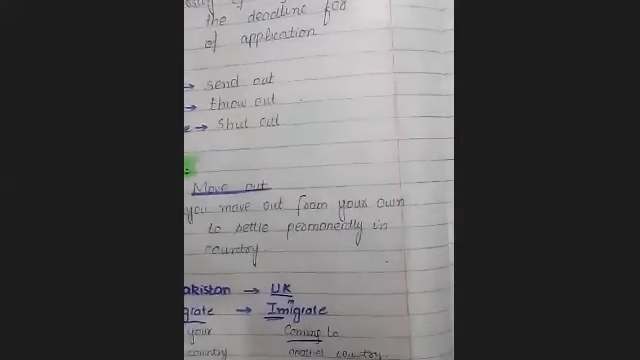 the deadline for
of application
→ send out
→ throw out
e → shut out
Move out
you move out from your own
to settle permanently in
country.
akistan → UK
grate → Immigrate
your Coming to
country another country.